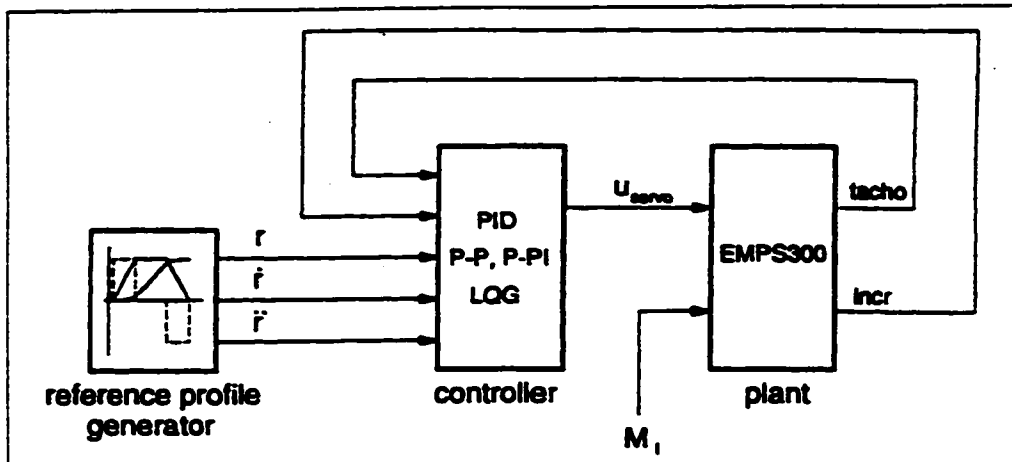 r
ṙ
r̈
reference profile
generator
PID
P-P, P-PI
LQG
controller
u_servo
EMPS300
plant
tacho
incr
M_l